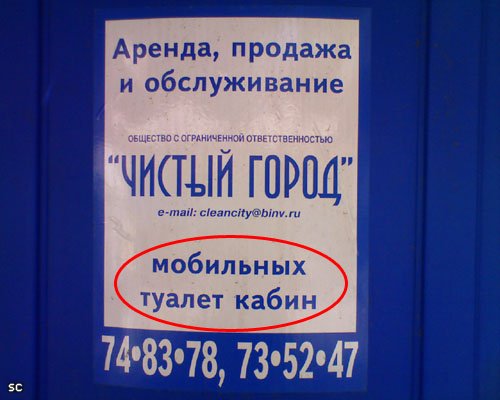 Аренда, продажа
и обслуживание
ОБЩЕСТВО С ОГРАНИЧЕННОЙ ОТВЕТСТВЕННОСТЬЮ
"ЧИСТЫЙ ГОРОД"
e-mail: cleancity@binv.ru
мобильных
туалет кабин
74•83•78, 73•52•47
SC